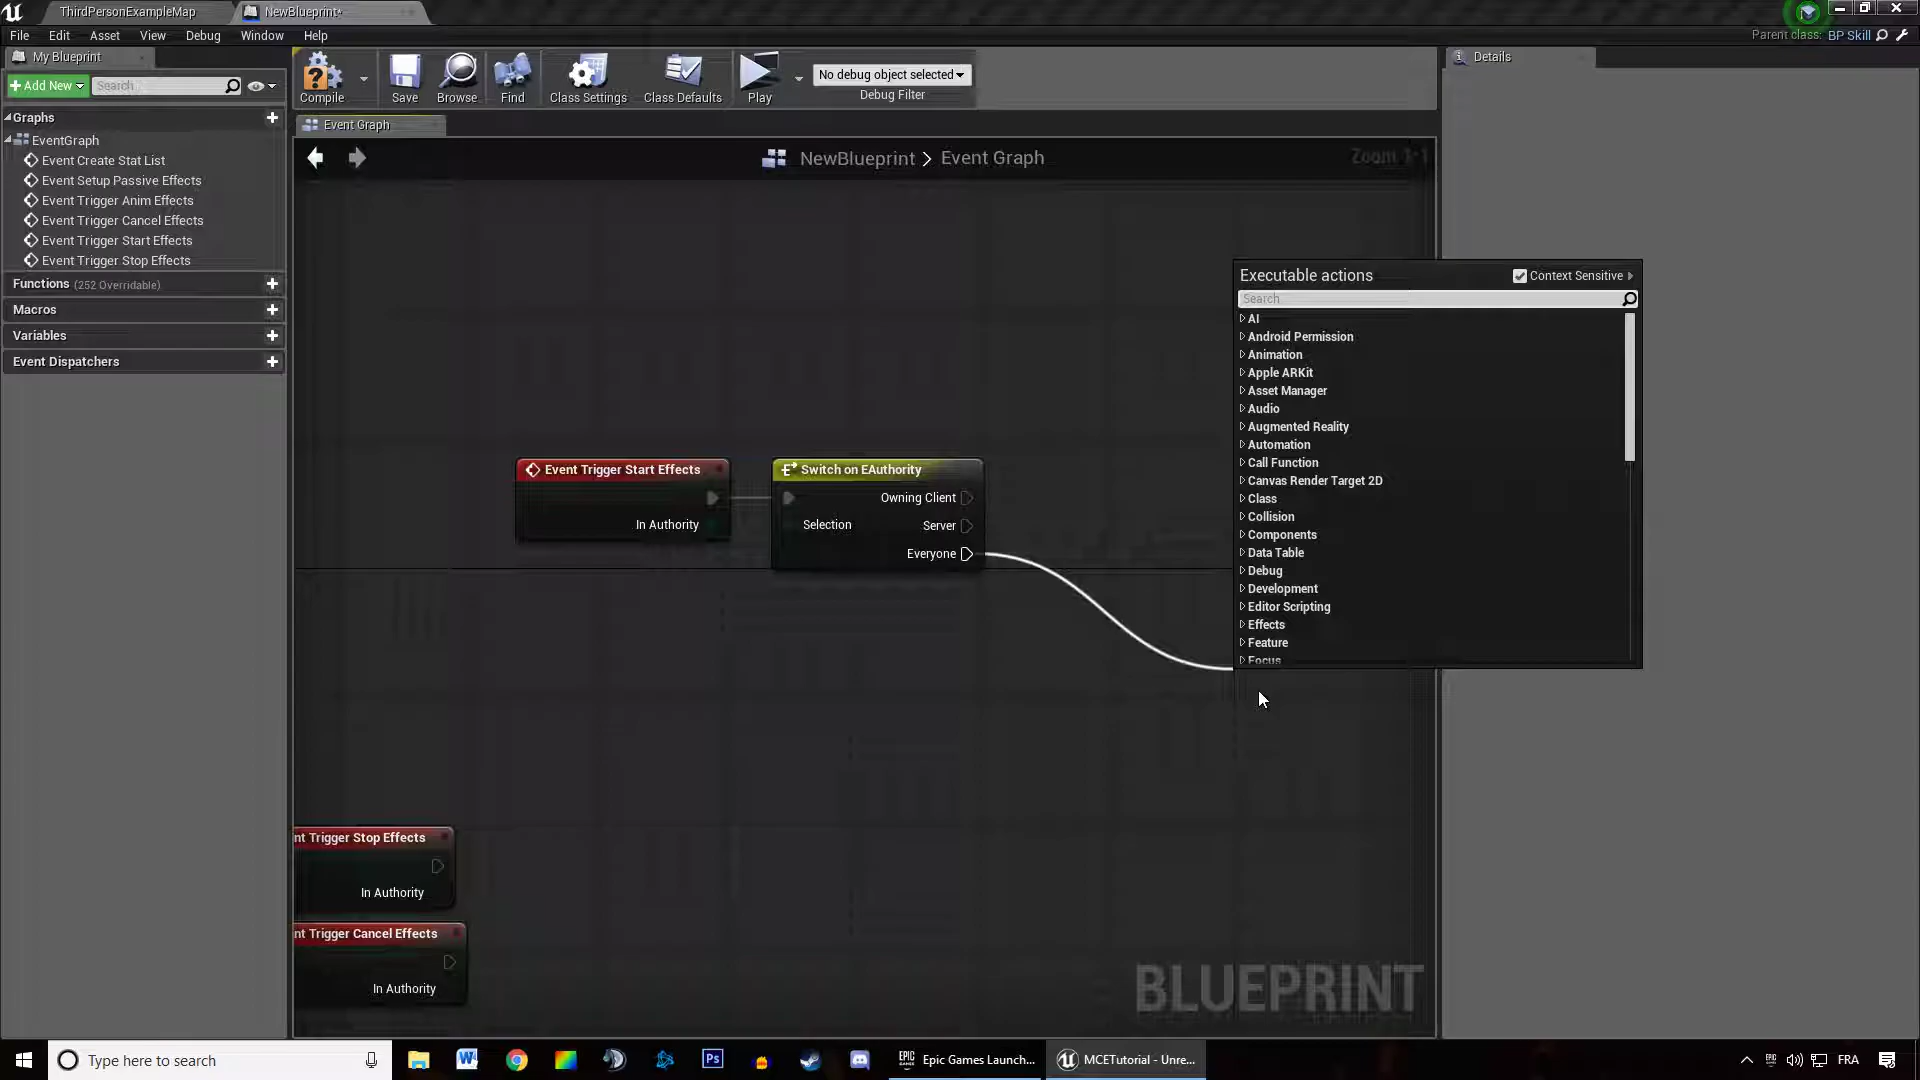 ThirdPersonExampleMap
NewBlueprint*
File Edit Asset View Debug Window Help
Parent class: BP Skill
My Blueprint
Add New
Search
Compile
Save
Browse
Find
Class Settings
Class Defaults
Play
No debug object selected
Debug Filter
Details
Graphs
EventGraph
Event Create Stat List
Event Setup Passive Effects
Event Trigger Anim Effects
Event Trigger Cancel Effects
Event Trigger Start Effects
Event Trigger Stop Effects
Functions (252 Overridable)
Macros
Variables
Event Dispatchers
Event Graph
NewBlueprint > Event Graph
Zoom 1:1
Event Trigger Start Effects
In Authority
Switch on EAuthority
Owning Client
Selection
Server
Everyone
Executable actions
Context Sensitive
Search
AI
Android Permission
Animation
Apple ARKit
Asset Manager
Audio
Augmented Reality
Automation
Call Function
Canvas Render Target 2D
Class
Collision
Components
Data Table
Debug
Development
Editor Scripting
Effects
Feature
Focus
nt Trigger Stop Effects
In Authority
nt Trigger Cancel Effects
In Authority
BLUEPRINT
Type here to search
Epic Games Launch...
MCETutorial - Unre...
FRA